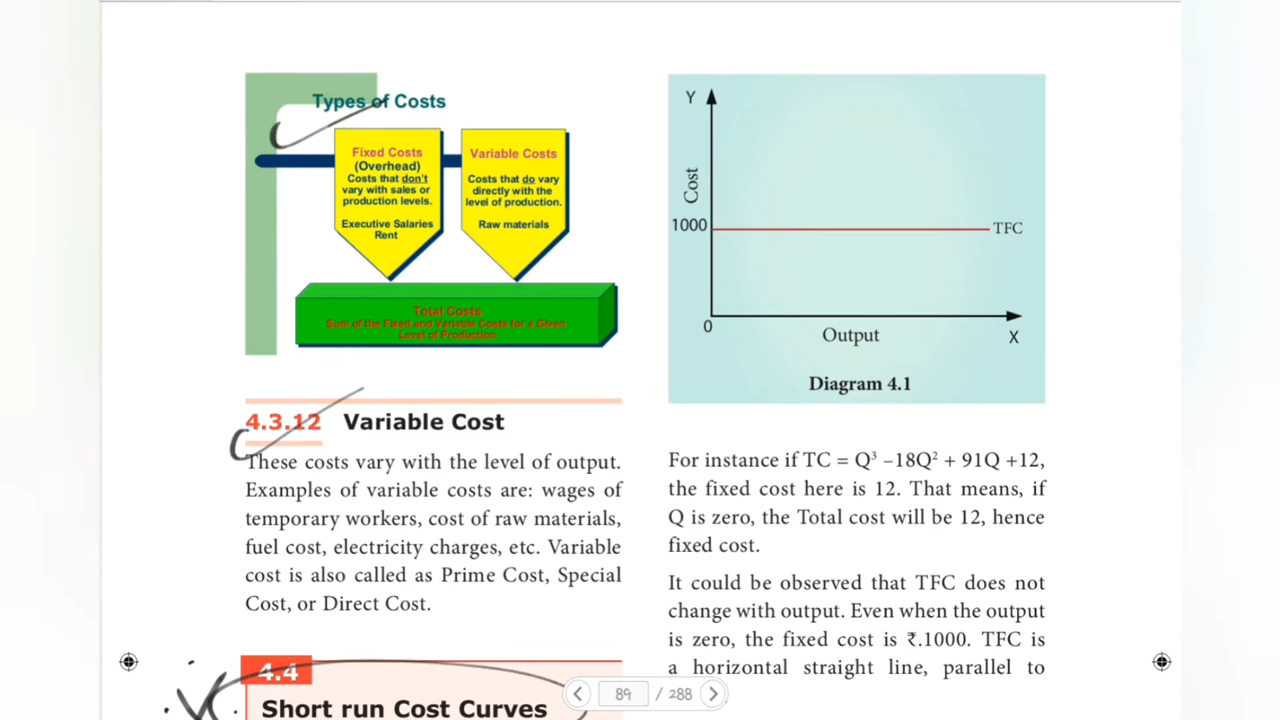 Types of Costs
Fixed Costs
(Overhead)
Costs that don't
vary with sales or
production levels.
Executive Salaries
Rent
Variable Costs
Costs that do vary
directly with the
level of production.
Raw materials
Total Costs
Sum of the Fixed and Variable Costs for a Given
Level of Production
4.3.12 Variable Cost
These costs vary with the level of output.
Examples of variable costs are: wages of
temporary workers, cost of raw materials,
fuel cost, electricity charges, etc. Variable
cost is also called as Prime Cost, Special
Cost, or Direct Cost.
4.4
Short run Cost Curves
Y
Cost
1000
TFC
0
Output
X
Diagram 4.1
For instance if TC = Q³ –18Q² + 91Q +12,
the fixed cost here is 12. That means, if
Q is zero, the Total cost will be 12, hence
fixed cost.
It could be observed that TFC does not
change with output. Even when the output
is zero, the fixed cost is ₹.1000. TFC is
a horizontal straight line, parallel to
89 / 288